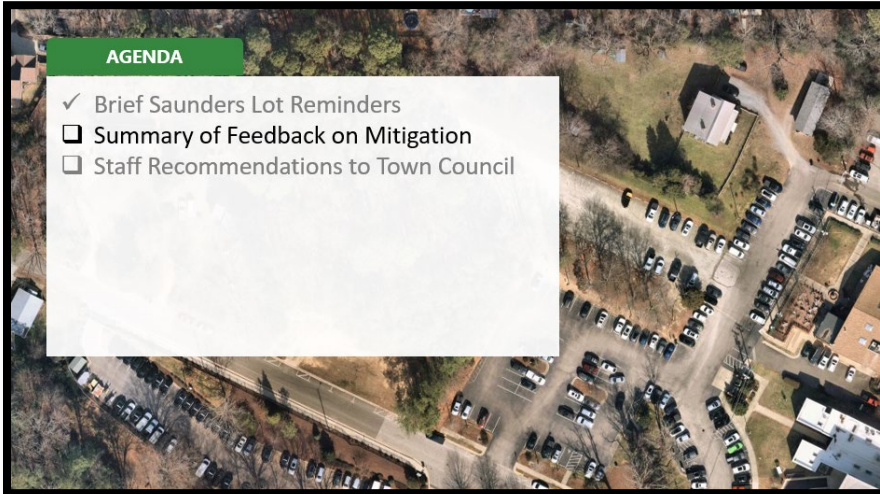 AGENDA
✓ Brief Saunders Lot Reminders
❑ Summary of Feedback on Mitigation
❑ Staff Recommendations to Town Council